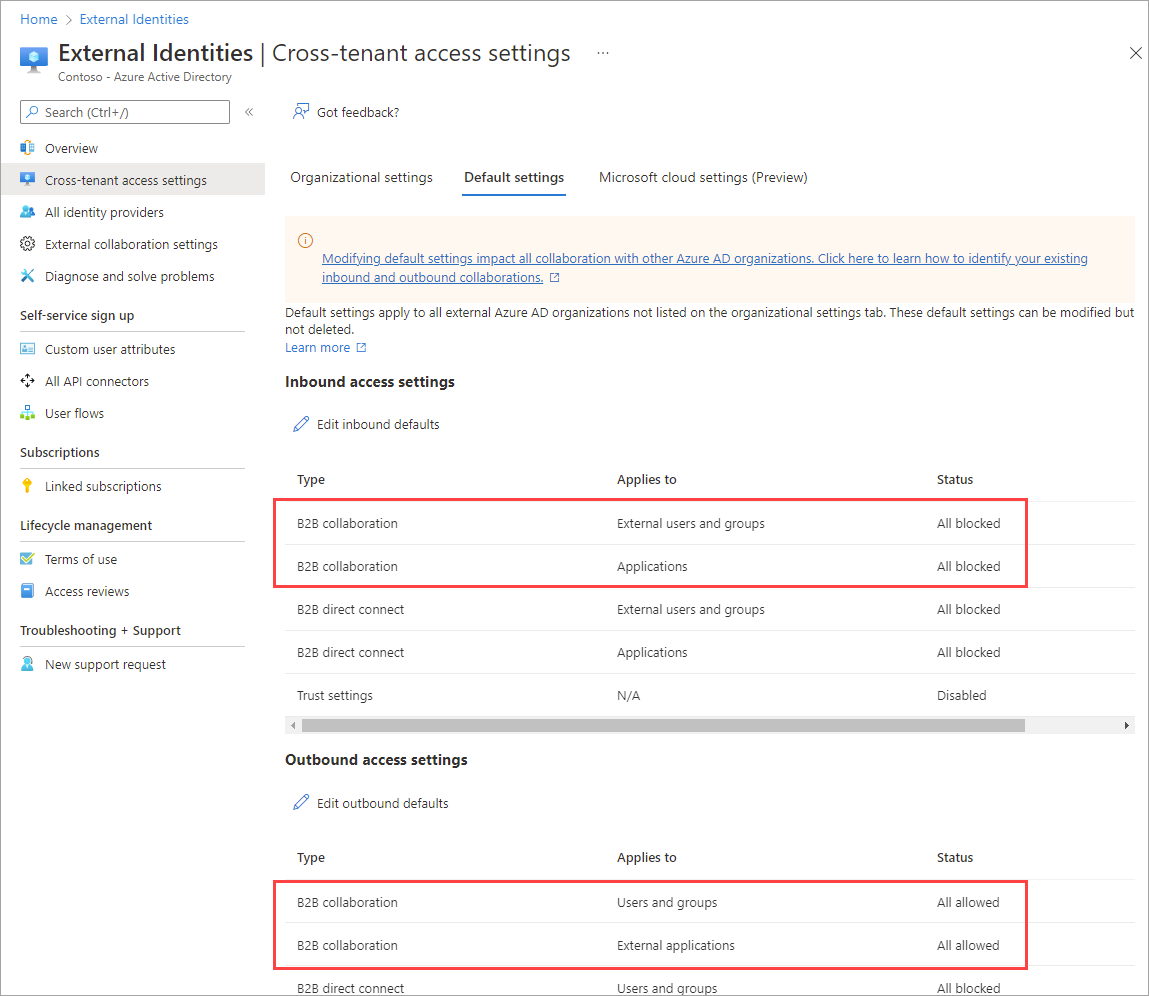 Home > External Identities
External Identities | Cross-tenant access settings ...
Contoso - Azure Active Directory
Search (Ctrl+/)
«
Got feedback?
Overview
Cross-tenant access settings
All identity providers
External collaboration settings
Diagnose and solve problems
Self-service sign up
Custom user attributes
All API connectors
User flows
Subscriptions
Linked subscriptions
Lifecycle management
Terms of use
Access reviews
Troubleshooting + Support
New support request
Organizational settings Default settings Microsoft cloud settings (Preview)
Modifying default settings impact all collaboration with other Azure AD organizations. Click here to learn how to identify your existing
inbound and outbound collaborations.
Default settings apply to all external Azure AD organizations not listed on the organizational settings tab. These default settings can be modified but
not deleted.
Learn more
Inbound access settings
Edit inbound defaults
Type Applies to Status
B2B collaboration External users and groups All blocked
B2B collaboration Applications All blocked
B2B direct connect External users and groups All blocked
B2B direct connect Applications All blocked
Trust settings N/A Disabled
Outbound access settings
Edit outbound defaults
Type Applies to Status
B2B collaboration Users and groups All allowed
B2B collaboration External applications All allowed
B2B direct connect Users and groups All blocked